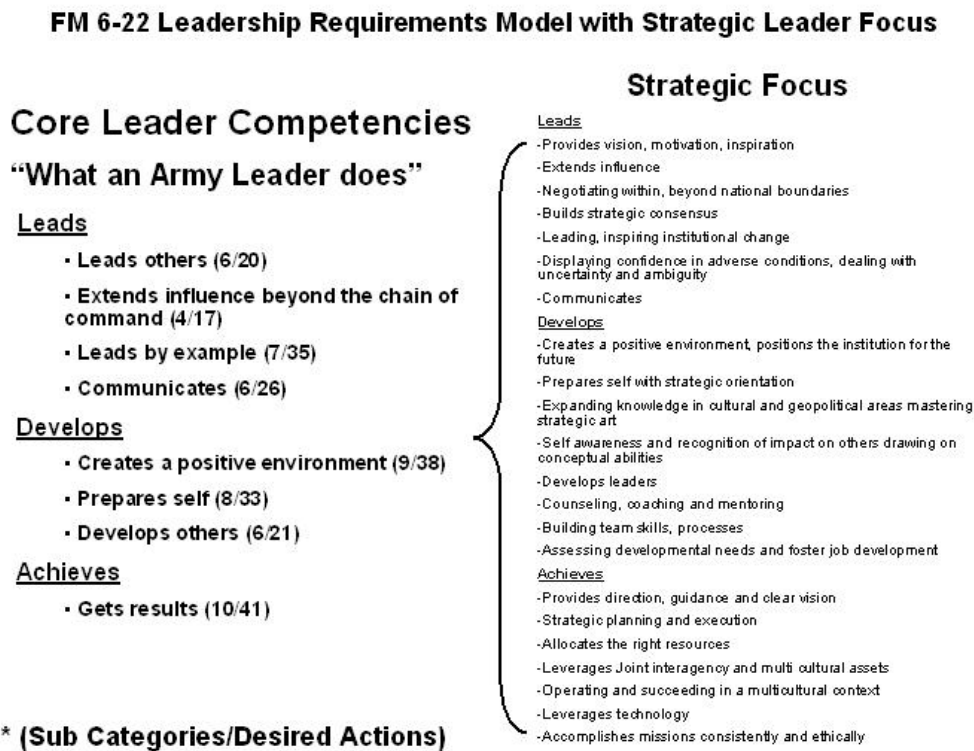 FM 6-22 Leadership Requirements Model with Strategic Leader Focus
Core Leader Competencies
“What an Army Leader does”
Leads
· Leads others (6/20)
· Extends influence beyond the chain of
command (4/17)
· Leads by example (7/35)
· Communicates (6/26)
Develops
· Creates a positive environment (9/38)
· Prepares self (8/33)
· Develops others (6/21)
Achieves
· Gets results (10/41)
* (Sub Categories/Desired Actions)
Strategic Focus
Leads
-Provides vision, motivation, inspiration
-Extends influence
-Negotiating within, beyond national boundaries
-Builds strategic consensus
-Leading, inspiring institutional change
-Displaying confidence in adverse conditions, dealing with
uncertainty and ambiguity
-Communicates
Develops
-Creates a positive environment, positions the institution for the
future
-Prepares self with strategic orientation
-Expanding knowledge in cultural and geopolitical areas mastering
strategic art
-Self awareness and recognition of impact on others drawing on
conceptual abilities
-Develops leaders
-Counseling, coaching and mentoring
-Building team skills, processes
-Assessing developmental needs and foster job development
Achieves
-Provides direction, guidance and clear vision
-Strategic planning and execution
-Allocates the right resources
-Leverages Joint interagency and multi cultural assets
-Operating and succeeding in a multicultural context
-Leverages technology
-Accomplishes missions consistently and ethically